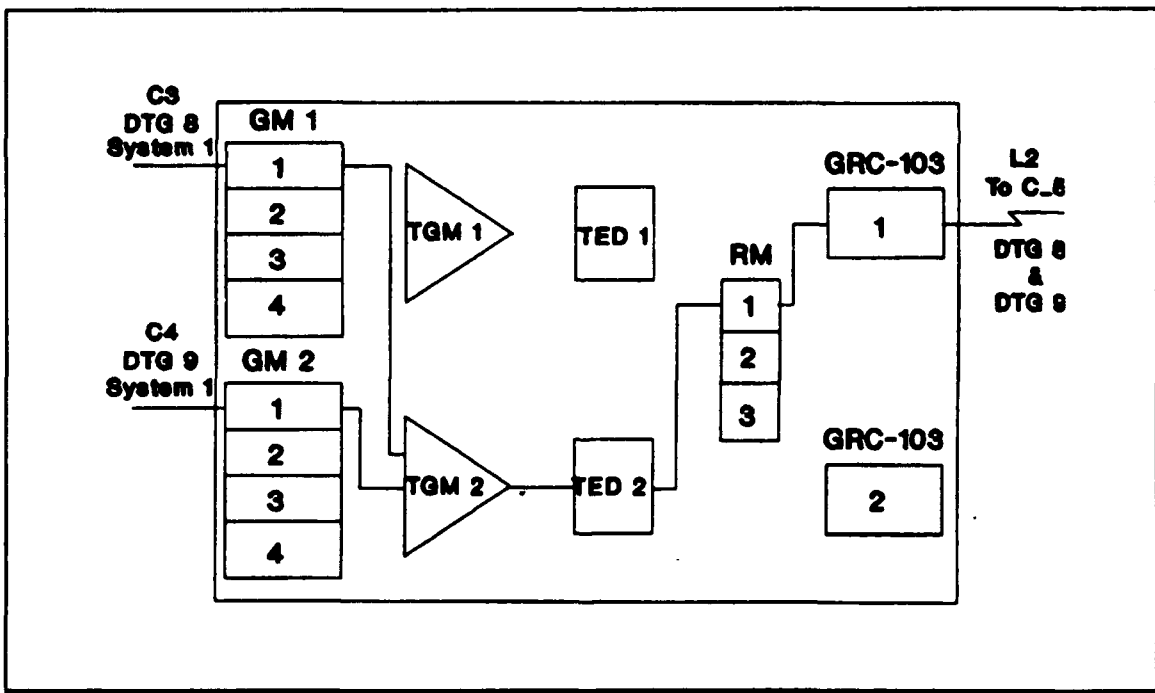 C3
DTG 8
System 1
GM 1
1
2
3
4
C4
DTG 9
System 1
GM 2
1
2
3
4
TGM 1
TGM 2
TED 1
TED 2
RM
1
2
3
GRC-103
1
GRC-103
2
L2
To C_5
DTG 8
&
DTG 9